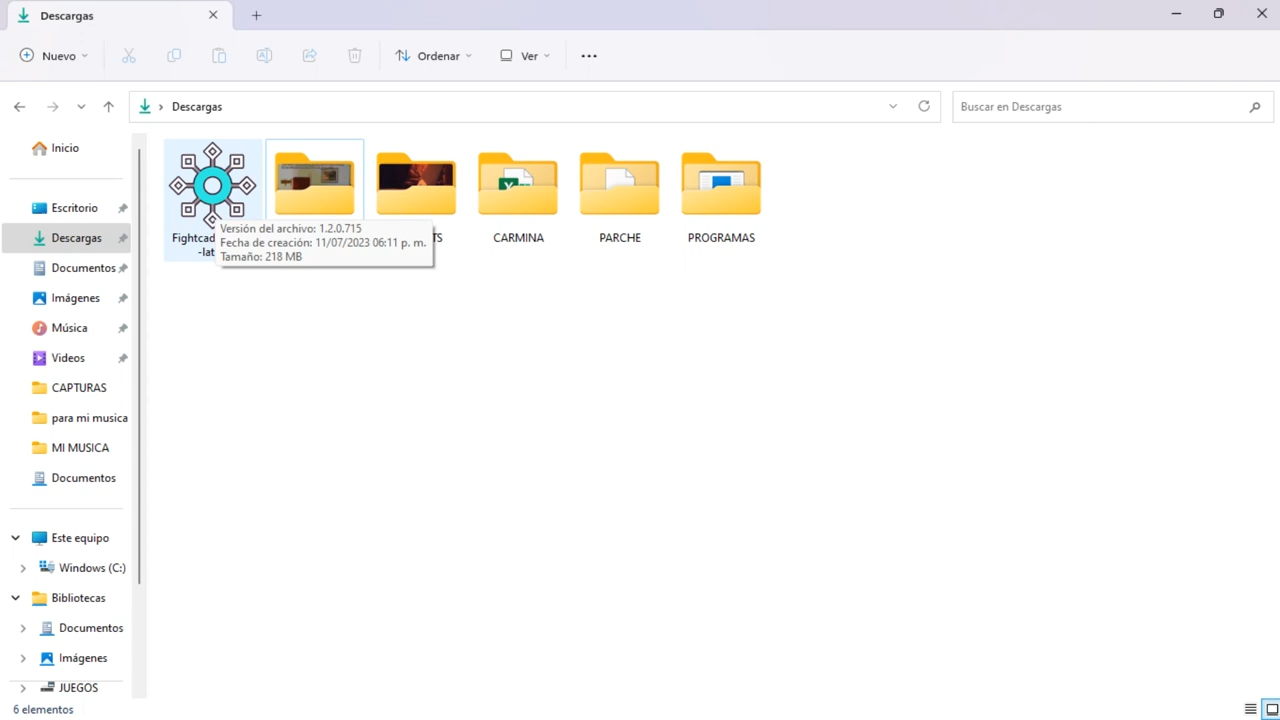 Descargas
Nuevo
Ordenar
Ver
Descargas
Buscar en Descargas
Inicio
Escritorio
Descargas
Documentos
Imágenes
Música
Videos
CAPTURAS
para mi musica
MI MUSICA
Documentos
Este equipo
Windows (C:)
Bibliotecas
Documentos
Imágenes
JUEGOS
Fightcad
-lat
TS
CARMINA
PARCHE
PROGRAMAS
Versión del archivo: 1.2.0.715
Fecha de creación: 11/07/2023 06:11 p. m.
Tamaño: 218 MB
6 elementos